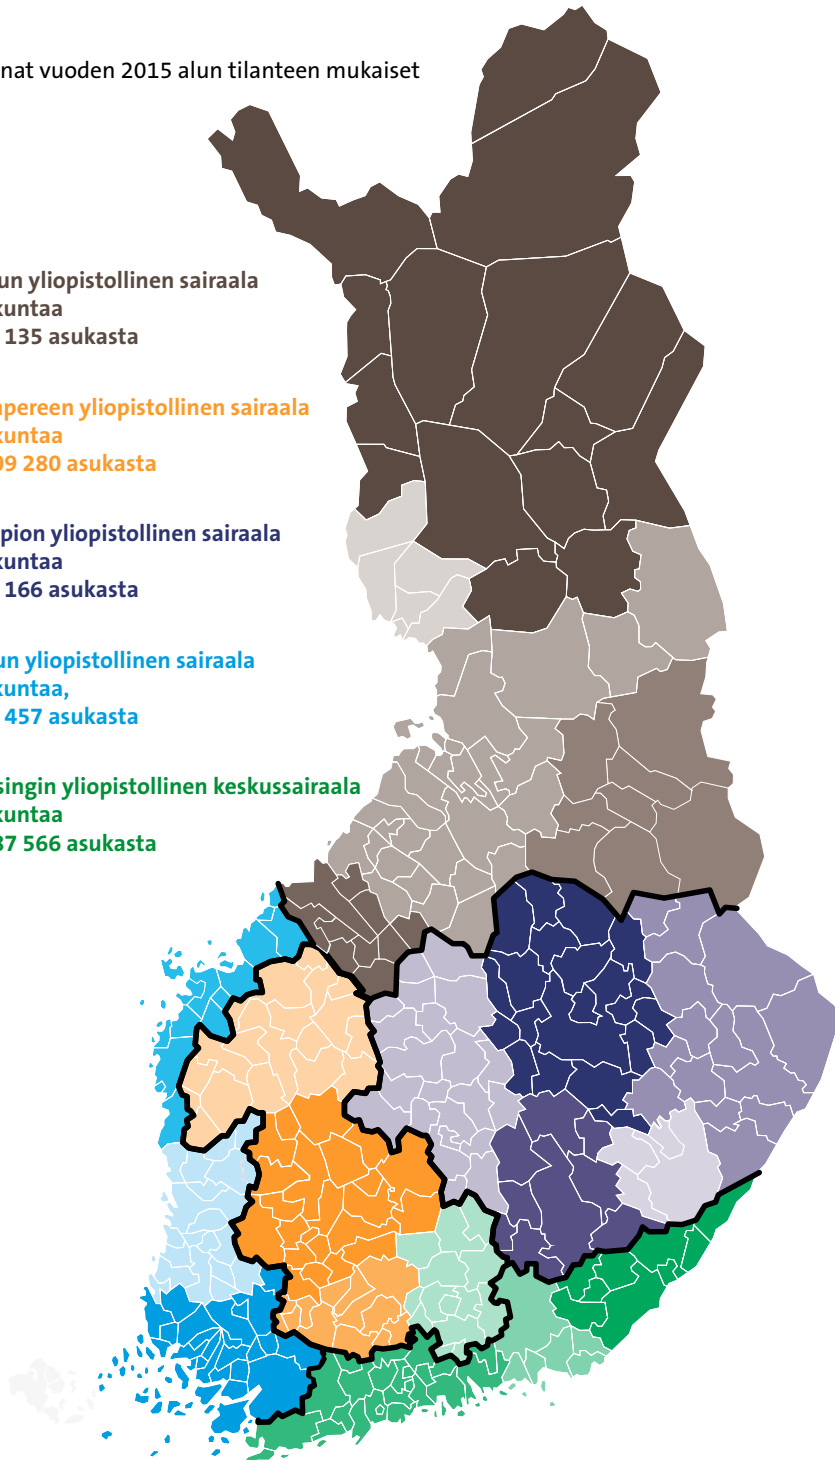 nat vuoden 2015 alun tilanteen mukaiset
un yliopistollinen sairaala
kuntaa
135 asukasta
pereen yliopistollinen sairaala
kuntaa
09 280 asukasta
pion yliopistollinen sairaala
kuntaa
166 asukasta
un yliopistollinen sairaala
kuntaa,
457 asukasta
singin yliopistollinen keskussairaala
kuntaa
37 566 asukasta